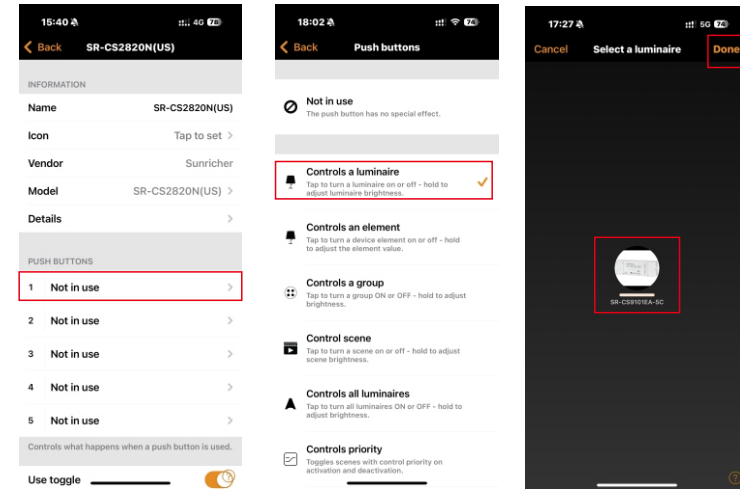 15:40
4G 78
Back
SR-CS2820N(US)
INFORMATION
Name
SR-CS2820N(US)
Icon
Tap to set
Vendor
Sunricher
Model
SR-CS2820N(US)
Details
PUSH BUTTONS
1 Not in use
2 Not in use
3 Not in use
4 Not in use
5 Not in use
Controls what happens when a push button is used.
Use toggle
18:02
Back
Push buttons
Not in use
The push button has no special effect.
Controls a luminaire
Tap to turn a luminaire on or off - hold to
adjust luminaire brightness.
Controls an element
Tap to turn a device element on or off - hold
to adjust the element value.
Controls a group
Tap to turn a group ON or OFF - hold to adjust
brightness.
Control scene
Tap to turn a scene on or off - hold to adjust
scene brightness.
Controls all luminaires
Tap to turn all luminaires ON or OFF - hold to
adjust brightness.
Controls priority
Toggles scenes with control priority on
activation and deactivation.
17:27
5G
Cancel
Select a luminaire
Done
SR-CS9101EA-5C